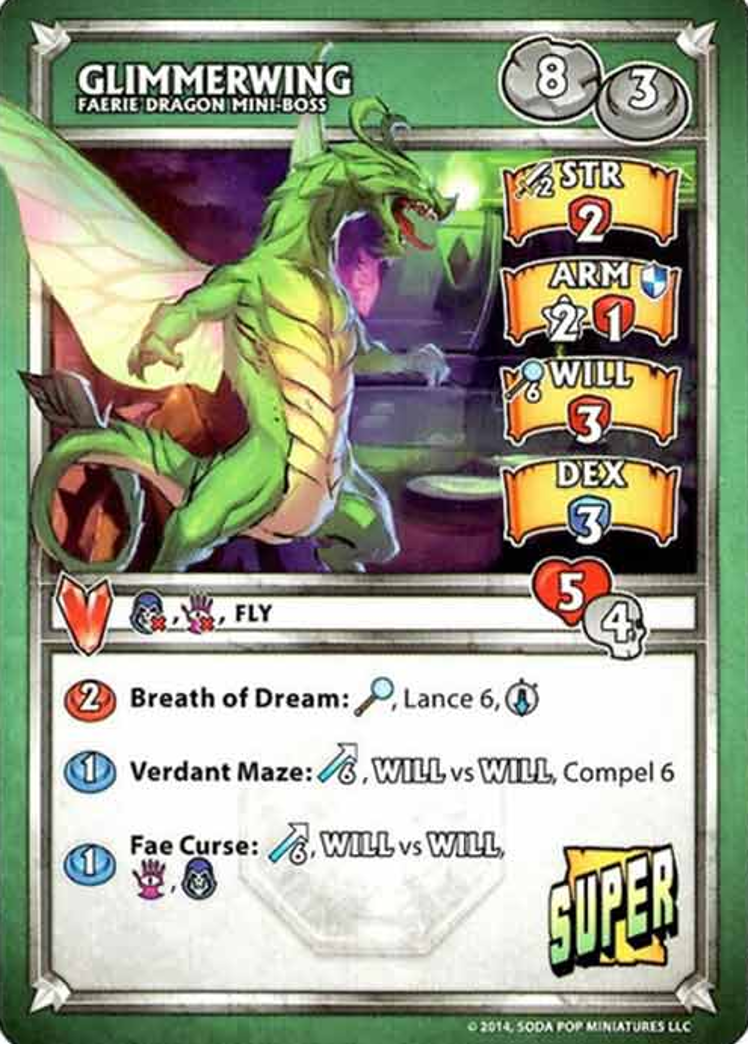 GLIMMERWING
FAERIE DRAGON MINI-BOSS
8 3
2 STR
2
ARM
2 1
6 WILL
3
DEX
3
5
4
, , FLY
2 Breath of Dream: , Lance 6,
1 Verdant Maze: 6, WILL vs WILL, Compel 6
1 Fae Curse: 6, WILL vs WILL,
,
SUPER
© 2014, SODA POP MINIATURES LLC